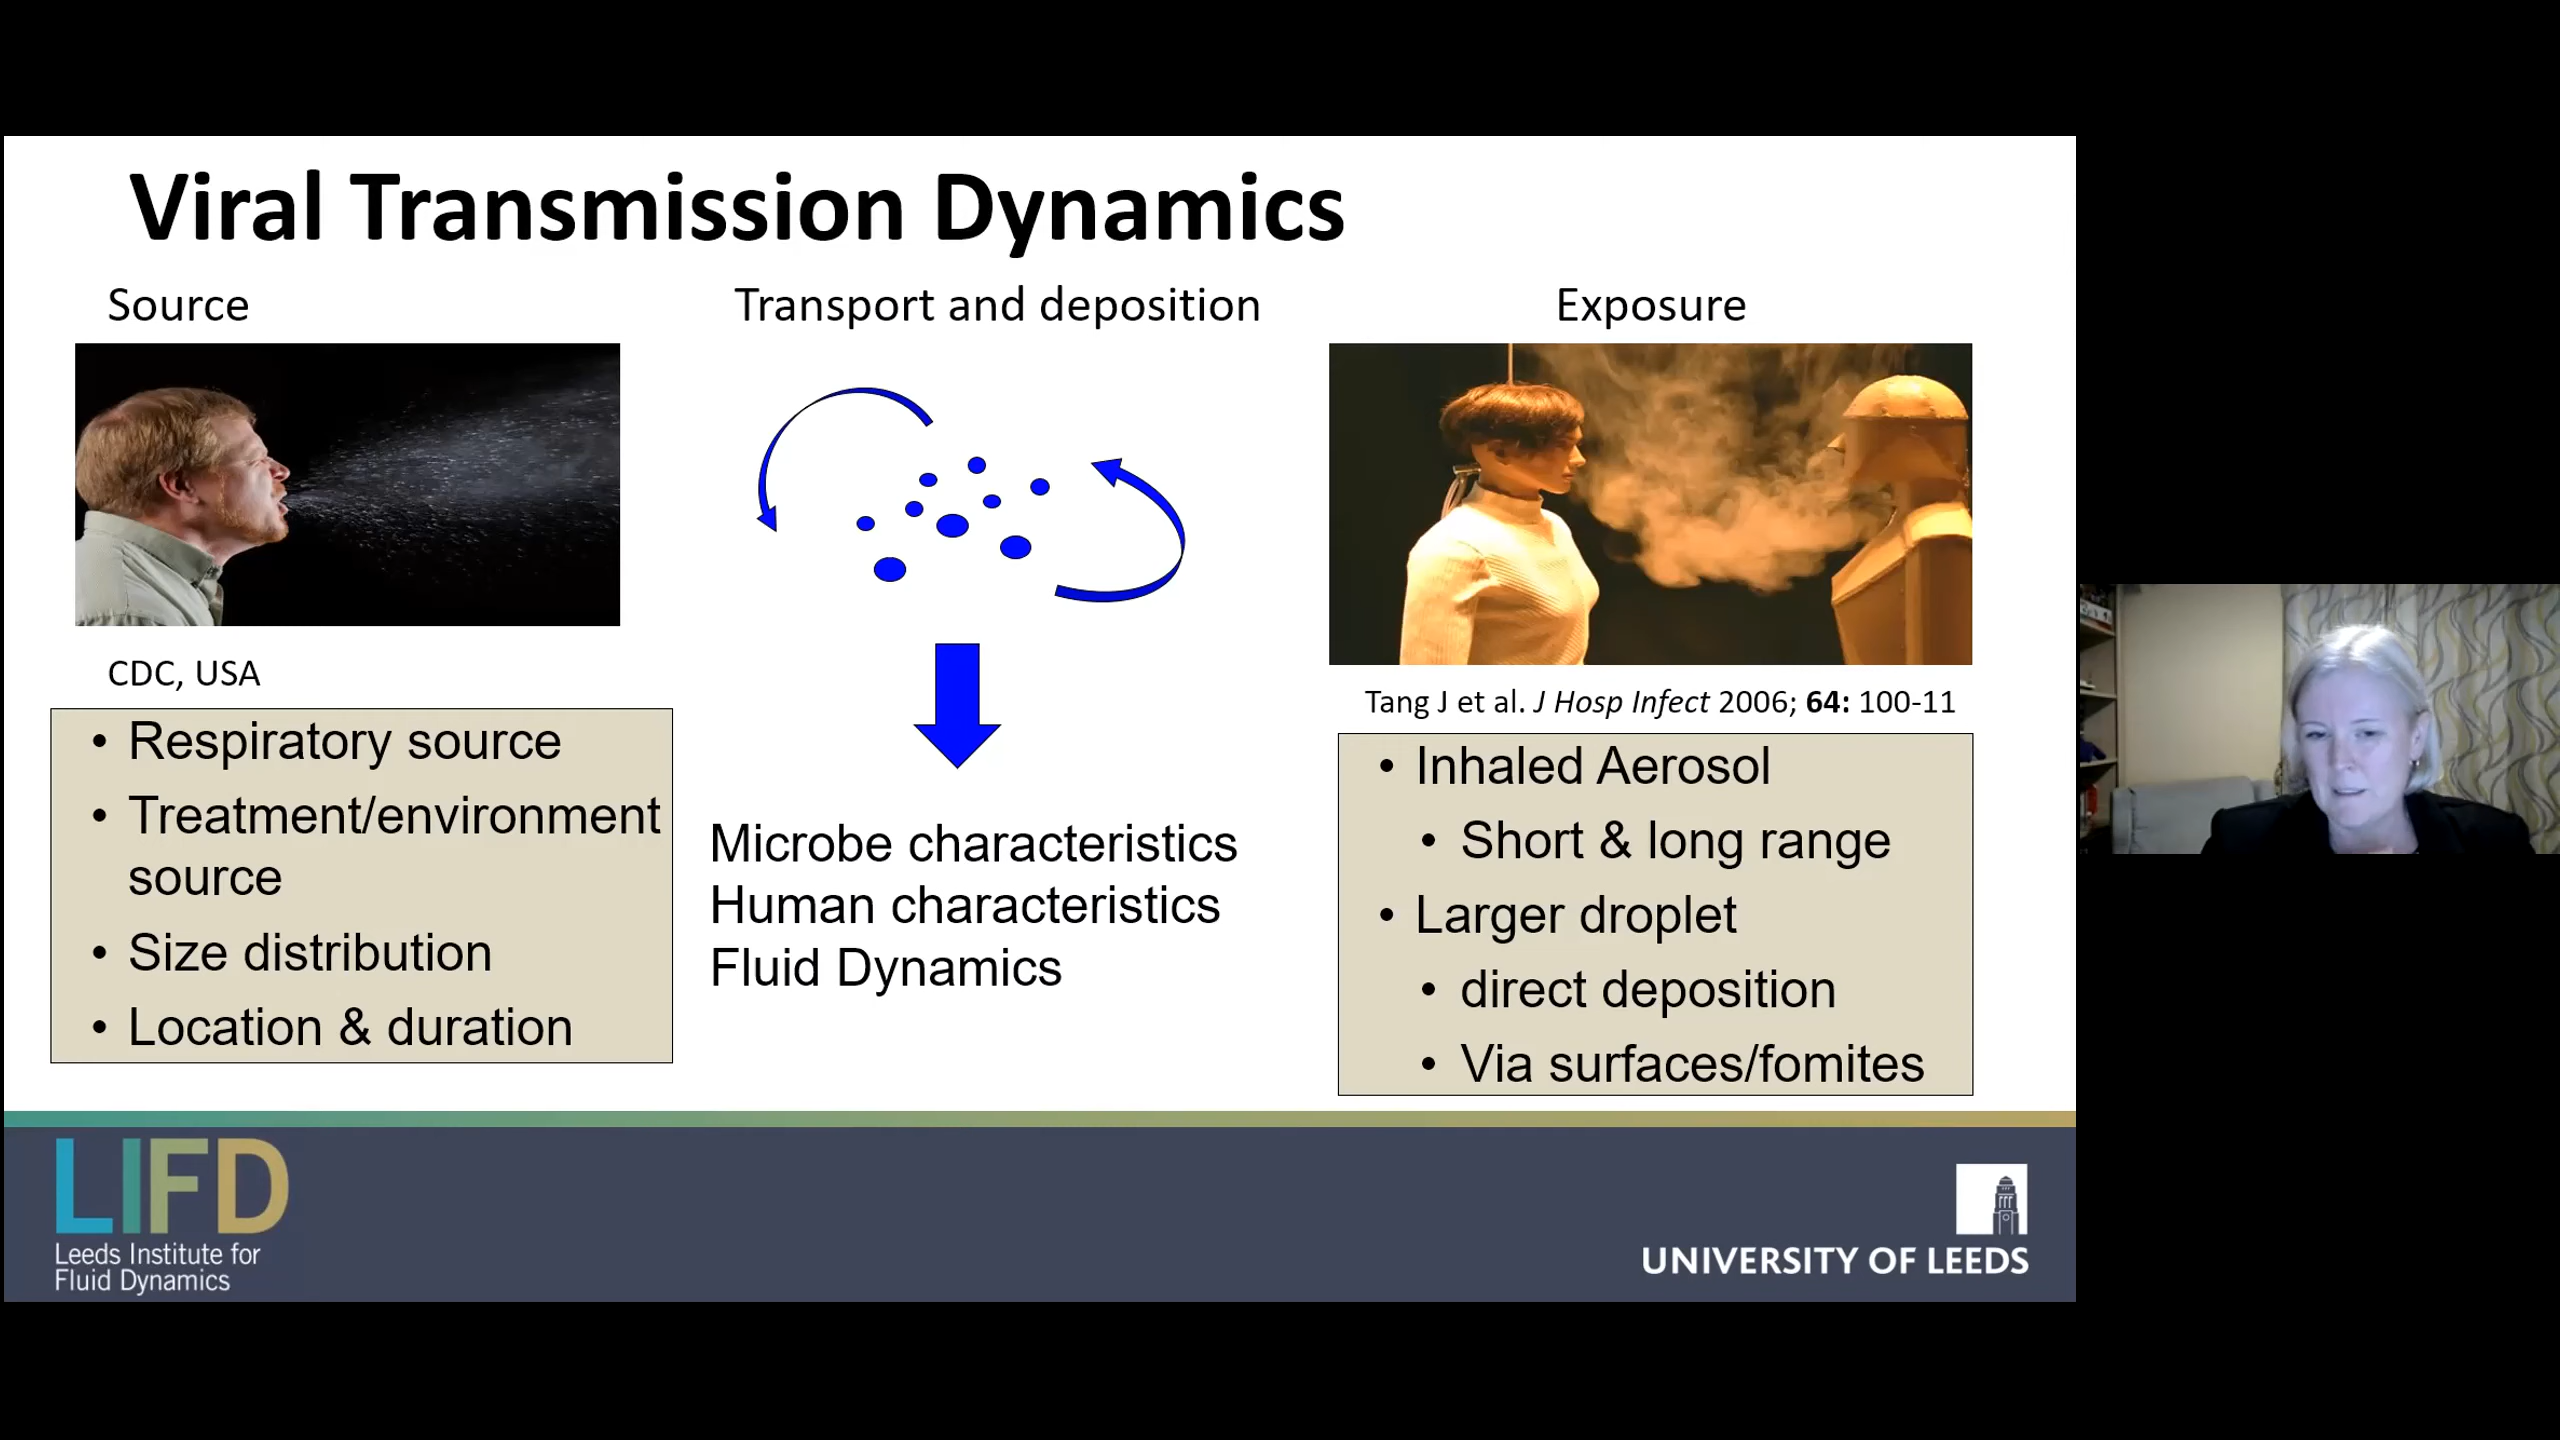 Viral Transmission Dynamics
Source
CDC, USA
• Respiratory source
• Treatment/environment
source
• Size distribution
• Location & duration
Transport and deposition
Microbe characteristics
Human characteristics
Fluid Dynamics
Exposure
Tang J et al. J Hosp Infect 2006; 64: 100-11
• Inhaled Aerosol
• Short & long range
• Larger droplet
• direct deposition
• Via surfaces/fomites
LIFD
Leeds Institute for
Fluid Dynamics
UNIVERSITY OF LEEDS